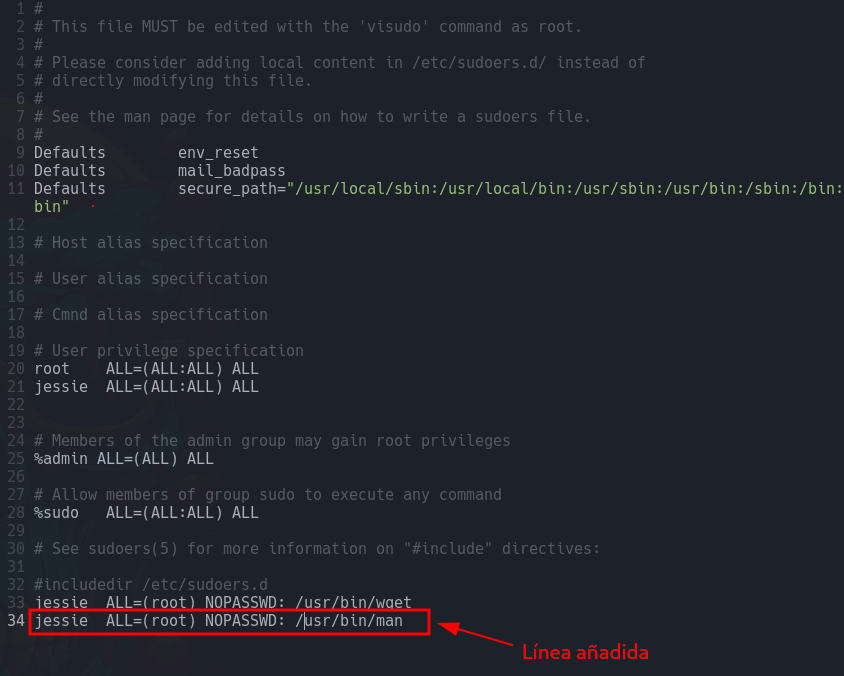 1 #
2 # This file MUST be edited with the 'visudo' command as root.
3 #
4 # Please consider adding local content in /etc/sudoers.d/ instead of
5 # directly modifying this file.
6 #
7 # See the man page for details on how to write a sudoers file.
8 #
9 Defaults        env_reset
10 Defaults        mail_badpass
11 Defaults        secure_path="/usr/local/sbin:/usr/local/bin:/usr/sbin:/usr/bin:/sbin:/bin:
bin"
12
13 # Host alias specification
14
15 # User alias specification
16
17 # Cmnd alias specification
18
19 # User privilege specification
20 root    ALL=(ALL:ALL) ALL
21 jessie  ALL=(ALL:ALL) ALL
22
23
24 # Members of the admin group may gain root privileges
25 %admin ALL=(ALL) ALL
26
27 # Allow members of group sudo to execute any command
28 %sudo   ALL=(ALL:ALL) ALL
29
30 # See sudoers(5) for more information on "#include" directives:
31
32 #includedir /etc/sudoers.d
33 jessie  ALL=(root) NOPASSWD: /usr/bin/wget
34 jessie  ALL=(root) NOPASSWD: /usr/bin/man
Línea añadida